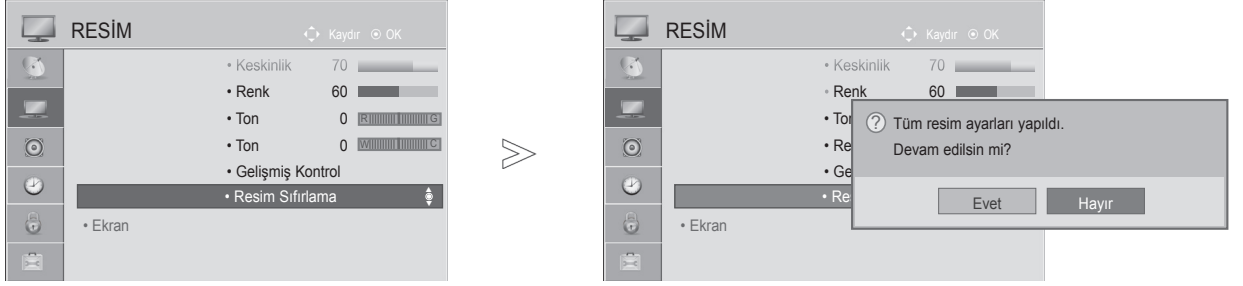 RESİM
Kaydır OK
• Keskinlik 70
• Renk 60
• Ton 0 R G
• Ton 0 W C
• Gelişmiş Kontrol
• Resim Sıfırlama
• Ekran
RESİM
Kaydır OK
• Keskinlik 70
• Renk 60
• Ton
• Re
• Ge
• Re
• Ekran
Tüm resim ayarları yapıldı.
Devam edilsin mi?
Evet Hayır